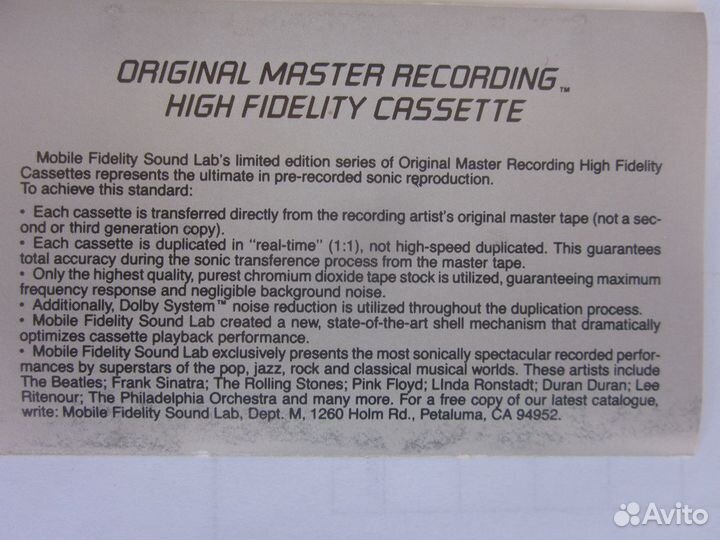 ORIGINAL MASTER RECORDING™
HIGH FIDELITY CASSETTE
Mobile Fidelity Sound Lab's limited edition series of Original Master Recording High Fidelity
Cassettes represents the ultimate in pre-recorded sonic reproduction.
To achieve this standard:
• Each cassette is transferred directly from the recording artist's original master tape (not a sec-
ond or third generation copy).
• Each cassette is duplicated in "real-time" (1:1), not high-speed duplicated. This guarantees
total accuracy during the sonic transference process from the master tape.
• Only the highest quality, purest chromium dioxide tape stock is utilized, guaranteeing maximum
frequency response and negligible background noise.
• Additionally, Dolby System™ noise reduction is utilized throughout the duplication process.
• Mobile Fidelity Sound Lab created a new, state-of-the-art shell mechanism that dramatically
optimizes cassette playback performance.
• Mobile Fidelity Sound Lab exclusively presents the most sonically spectacular recorded perfor-
mances by superstars of the pop, jazz, rock and classical musical worlds. These artists include
The Beatles; Frank Sinatra; The Rolling Stones; Pink Floyd; LInda Ronstadt; Duran Duran; Lee
Ritenour; The Philadelphia Orchestra and many more. For a free copy of our latest catalogue,
write: Mobile Fidelity Sound Lab, Dept. M, 1260 Holm Rd., Petaluma, CA 94952.
Avito